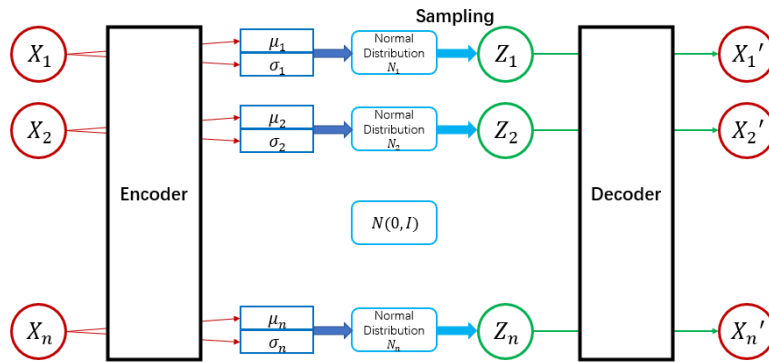 Sampling
X₁
μ₁
σ₁
Normal
Distribution
N₁
Z₁
X₁′
X₂
μ₂
σ₂
Normal
Distribution
N₂
Z₂
X₂′
Encoder
N(0, I)
Decoder
Xₙ
μₙ
σₙ
Normal
Distribution
Nₙ
Zₙ
Xₙ′